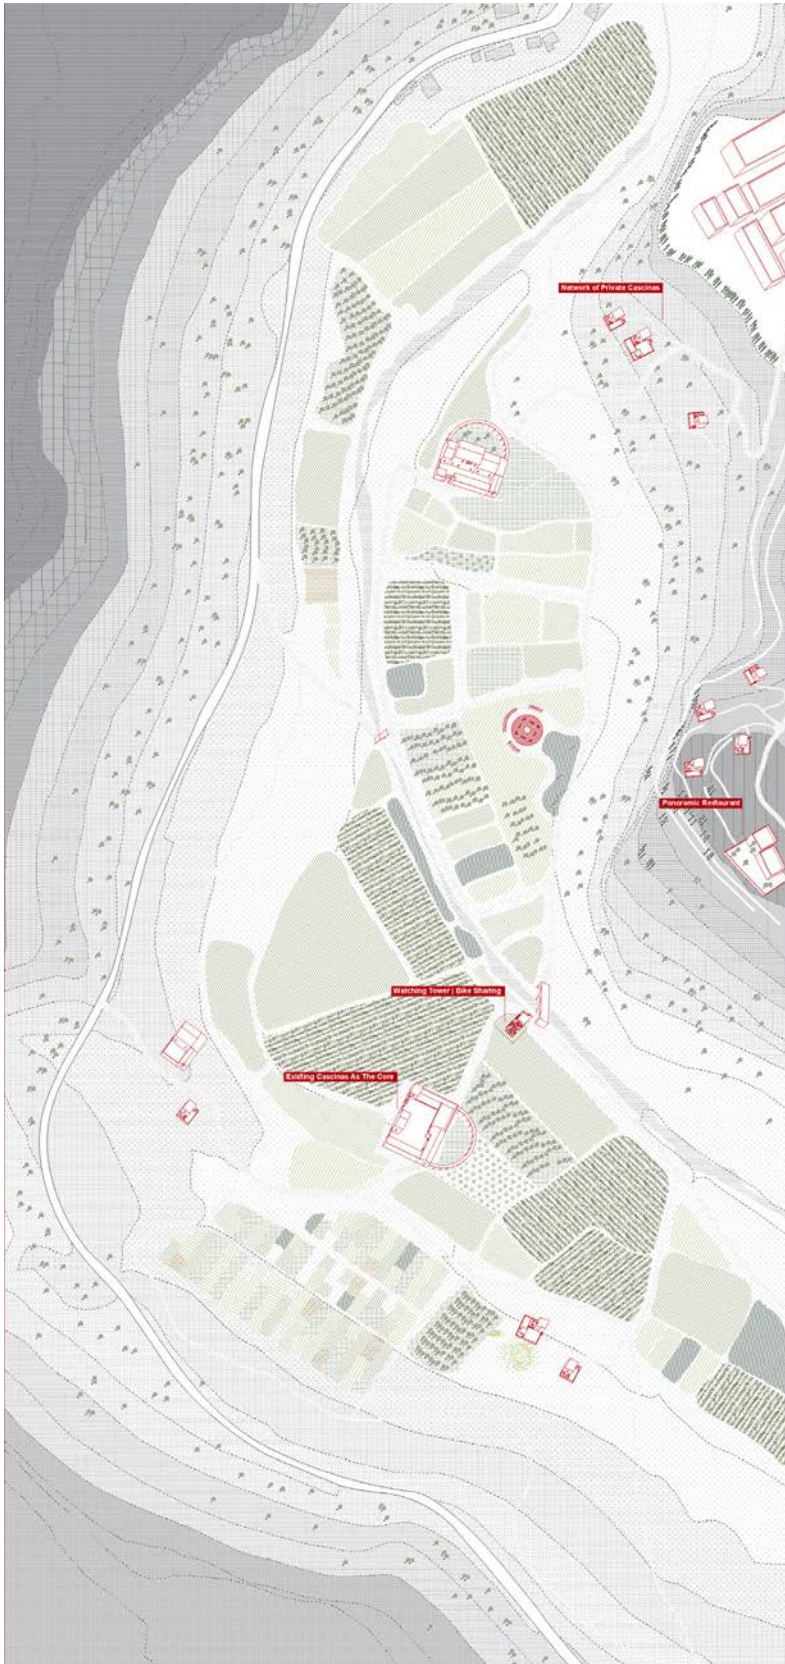 Network of Private Cascinas
Panoramic Restaurant
Watching Tower | Bike Sharing
Existing Cascinas As The Core